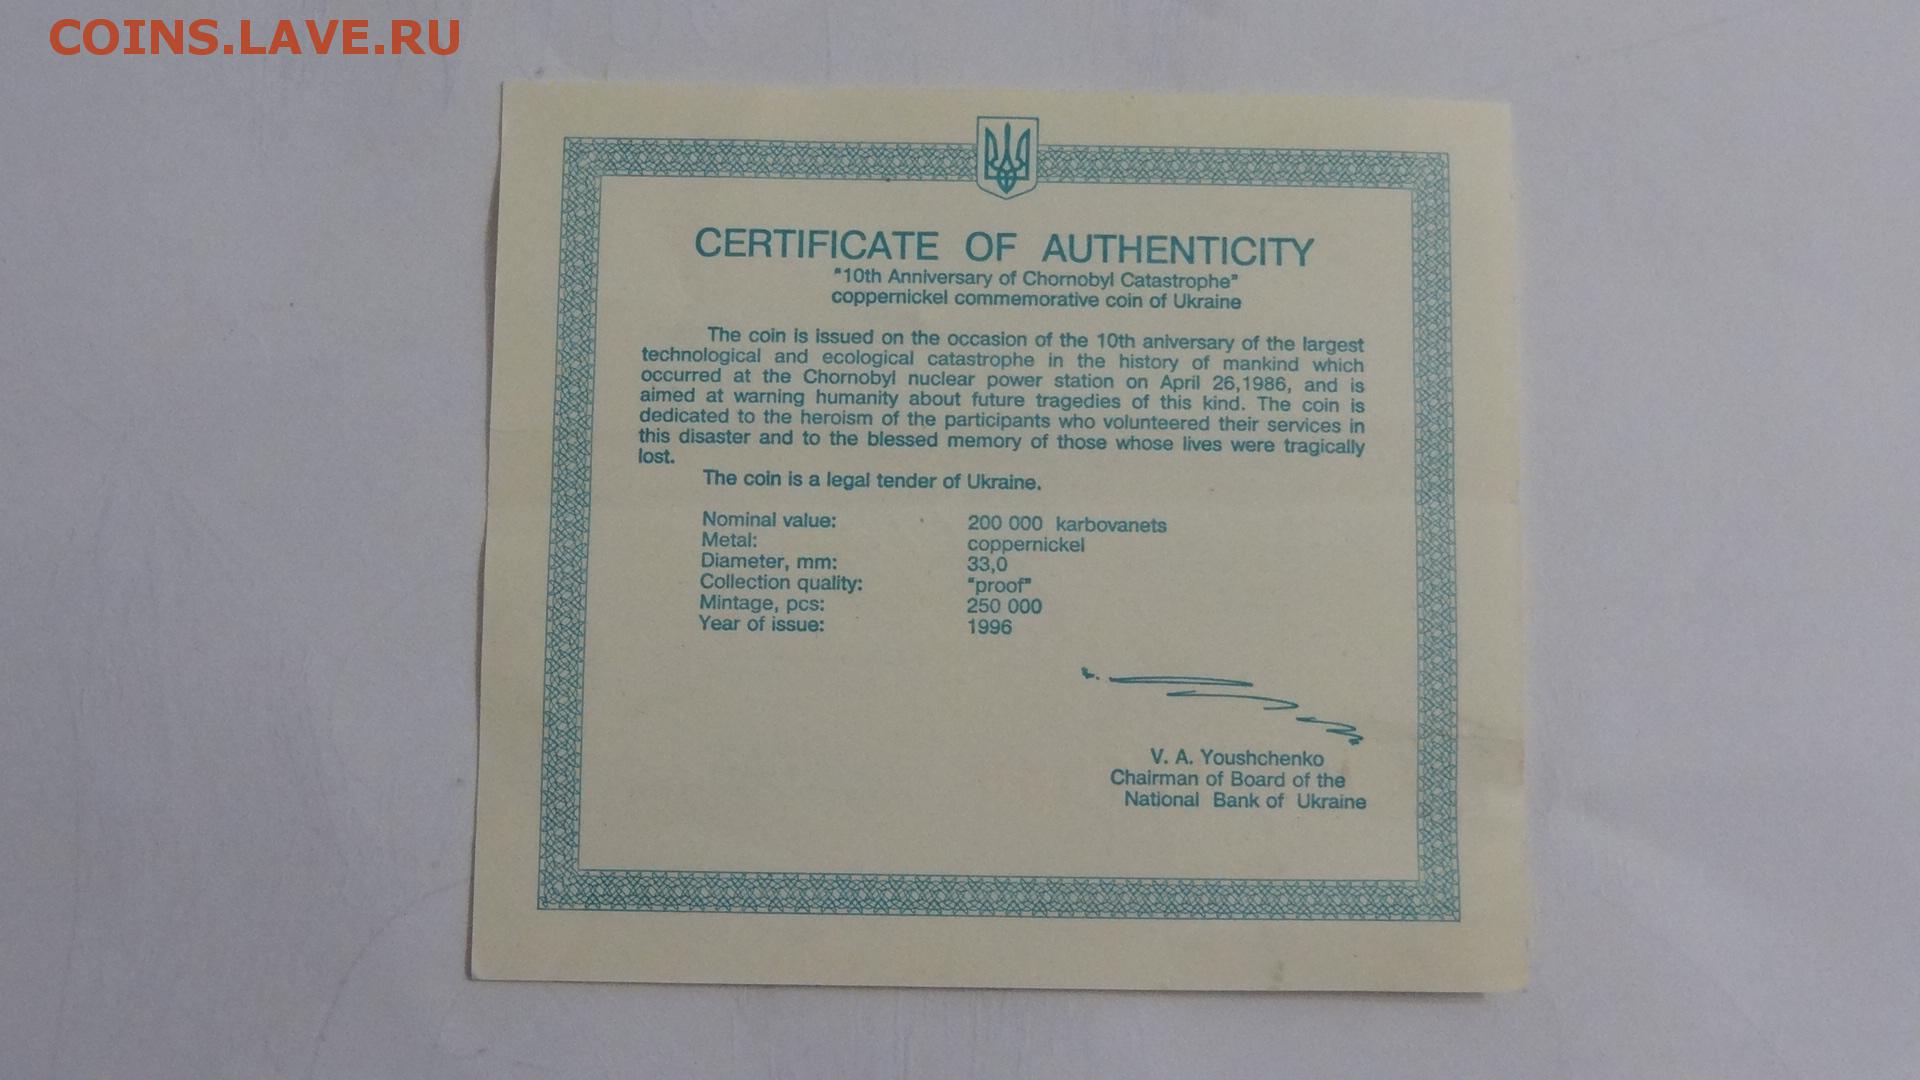 COINS.LAVE.RU
CERTIFICATE OF AUTHENTICITY
"10th Anniversary of Chornobyl Catastrophe"
coppernickel commemorative coin of Ukraine
The coin is issued on the occasion of the 10th aniversary of the largest
technological and ecological catastrophe in the history of mankind which
occurred at the Chornobyl nuclear power station on April 26,1986, and is
aimed at warning humanity about future tragedies of this kind. The coin is
dedicated to the heroism of the participants who volunteered their services in
this disaster and to the blessed memory of those whose lives were tragically
lost.
The coin is a legal tender of Ukraine.
Nominal value: 200 000 karbovanets
Metal: coppernickel
Diameter, mm: 33,0
Collection quality: "proof"
Mintage, pcs: 250 000
Year of issue: 1996
V. A. Youshchenko
Chairman of Board of the
National Bank of Ukraine